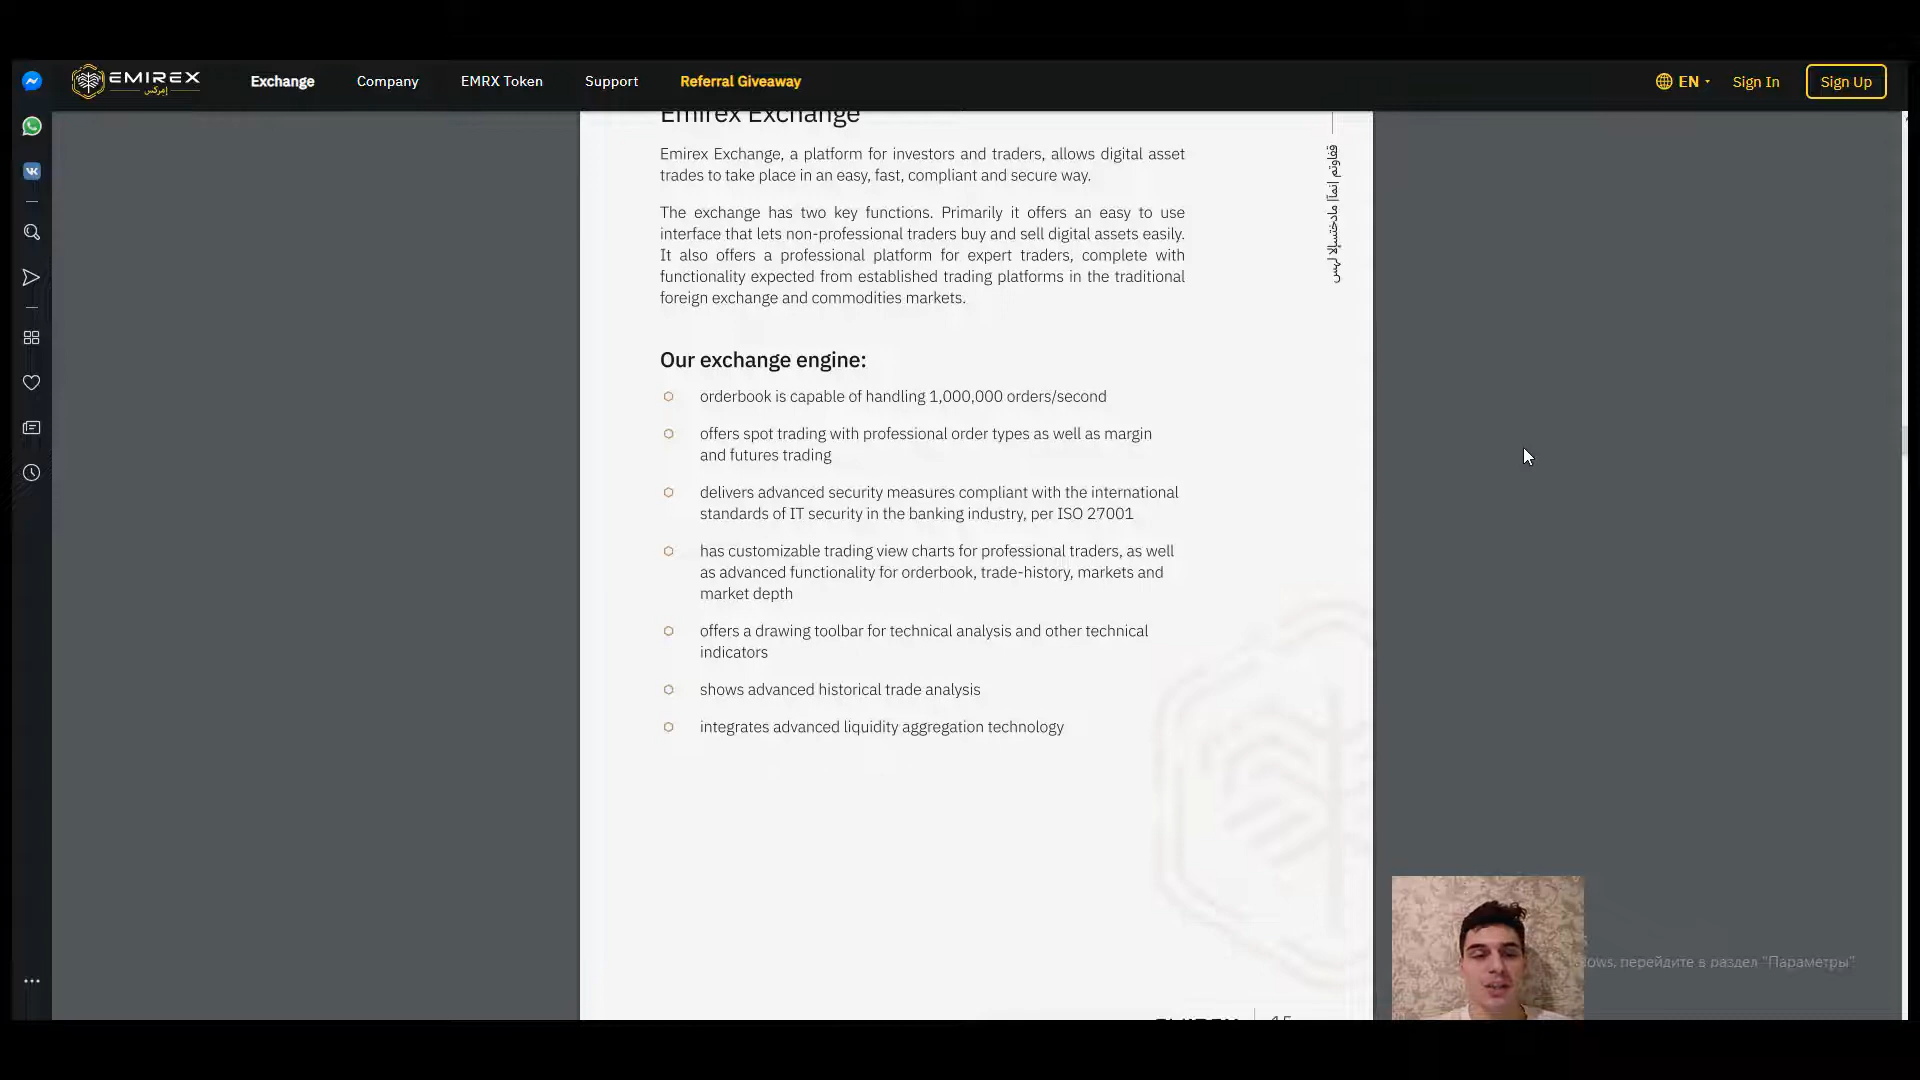 EMIREX
إمركس
Exchange
Company
EMRX Token
Support
Referral Giveaway
EN
Sign In
Sign Up
Emirex Exchange
Emirex Exchange, a platform for investors and traders, allows digital asset
trades to take place in an easy, fast, compliant and secure way.
The exchange has two key functions. Primarily it offers an easy to use
interface that lets non-professional traders buy and sell digital assets easily.
It also offers a professional platform for expert traders, complete with
functionality expected from established trading platforms in the traditional
foreign exchange and commodities markets.
Our exchange engine:
orderbook is capable of handling 1,000,000 orders/second
offers spot trading with professional order types as well as margin
and futures trading
delivers advanced security measures compliant with the international
standards of IT security in the banking industry, per ISO 27001
has customizable trading view charts for professional traders, as well
as advanced functionality for orderbook, trade-history, markets and
market depth
offers a drawing toolbar for technical analysis and other technical
indicators
shows advanced historical trade analysis
integrates advanced liquidity aggregation technology
EMIREX
15
ows, перейдите в раздел "Параметры"